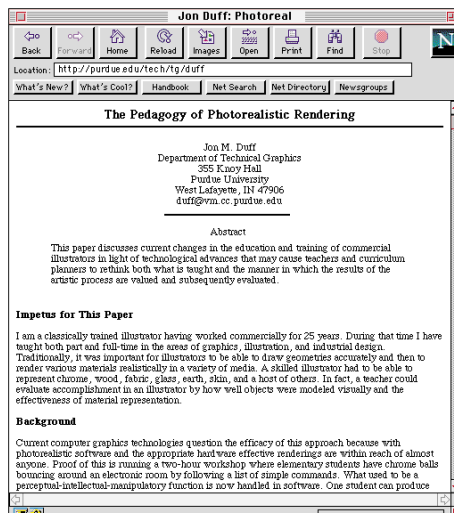 Jon Duff: Photoreal
Back Forward Home Reload Images Open Print Find Stop
N
Location: http://purdue.edu/tech/tg/duff
What's New? What's Cool? Handbook Net Search Net Directory Newsgroups
The Pedagogy of Photorealistic Rendering
Jon M. Duff
Department of Technical Graphics
355 Knoy Hall
Purdue University
West Lafayette, IN 47906
duff@vm.cc.purdue.edu
Abstract
This paper discusses current changes in the education and training of commercial
illustrators in light of technological advances that may cause teachers and curriculum
planners to rethink both what is taught and the manner in which the results of the
artistic process are valued and subsequently evaluated.
Impetus for This Paper
I am a classically trained illustrator having worked commercially for 25 years. During that time I have
taught both part and full-time in the areas of graphics, illustration, and industrial design.
Traditionally, it was important for illustrators to be able to draw geometries accurately and then to
render various materials realistically in a variety of media. A skilled illustrator had to be able to
represent chrome, wood, fabric, glass, earth, skin, and a host of others. In fact, a teacher could
evaluate accomplishment in an illustrator by how well objects were modeled visually and the
effectiveness of material representation.
Background
Current computer graphics technologies question the efficacy of this approach because with
photorealistic software and the appropriate hardware effective renderings are within reach of almost
anyone. Proof of this is running a two-hour workshop where elementary students have chrome balls
bouncing around an electronic room by following a list of simple commands. What used to be a
perceptual-intellectual-manipulatory function is now handled in software. One student can produce